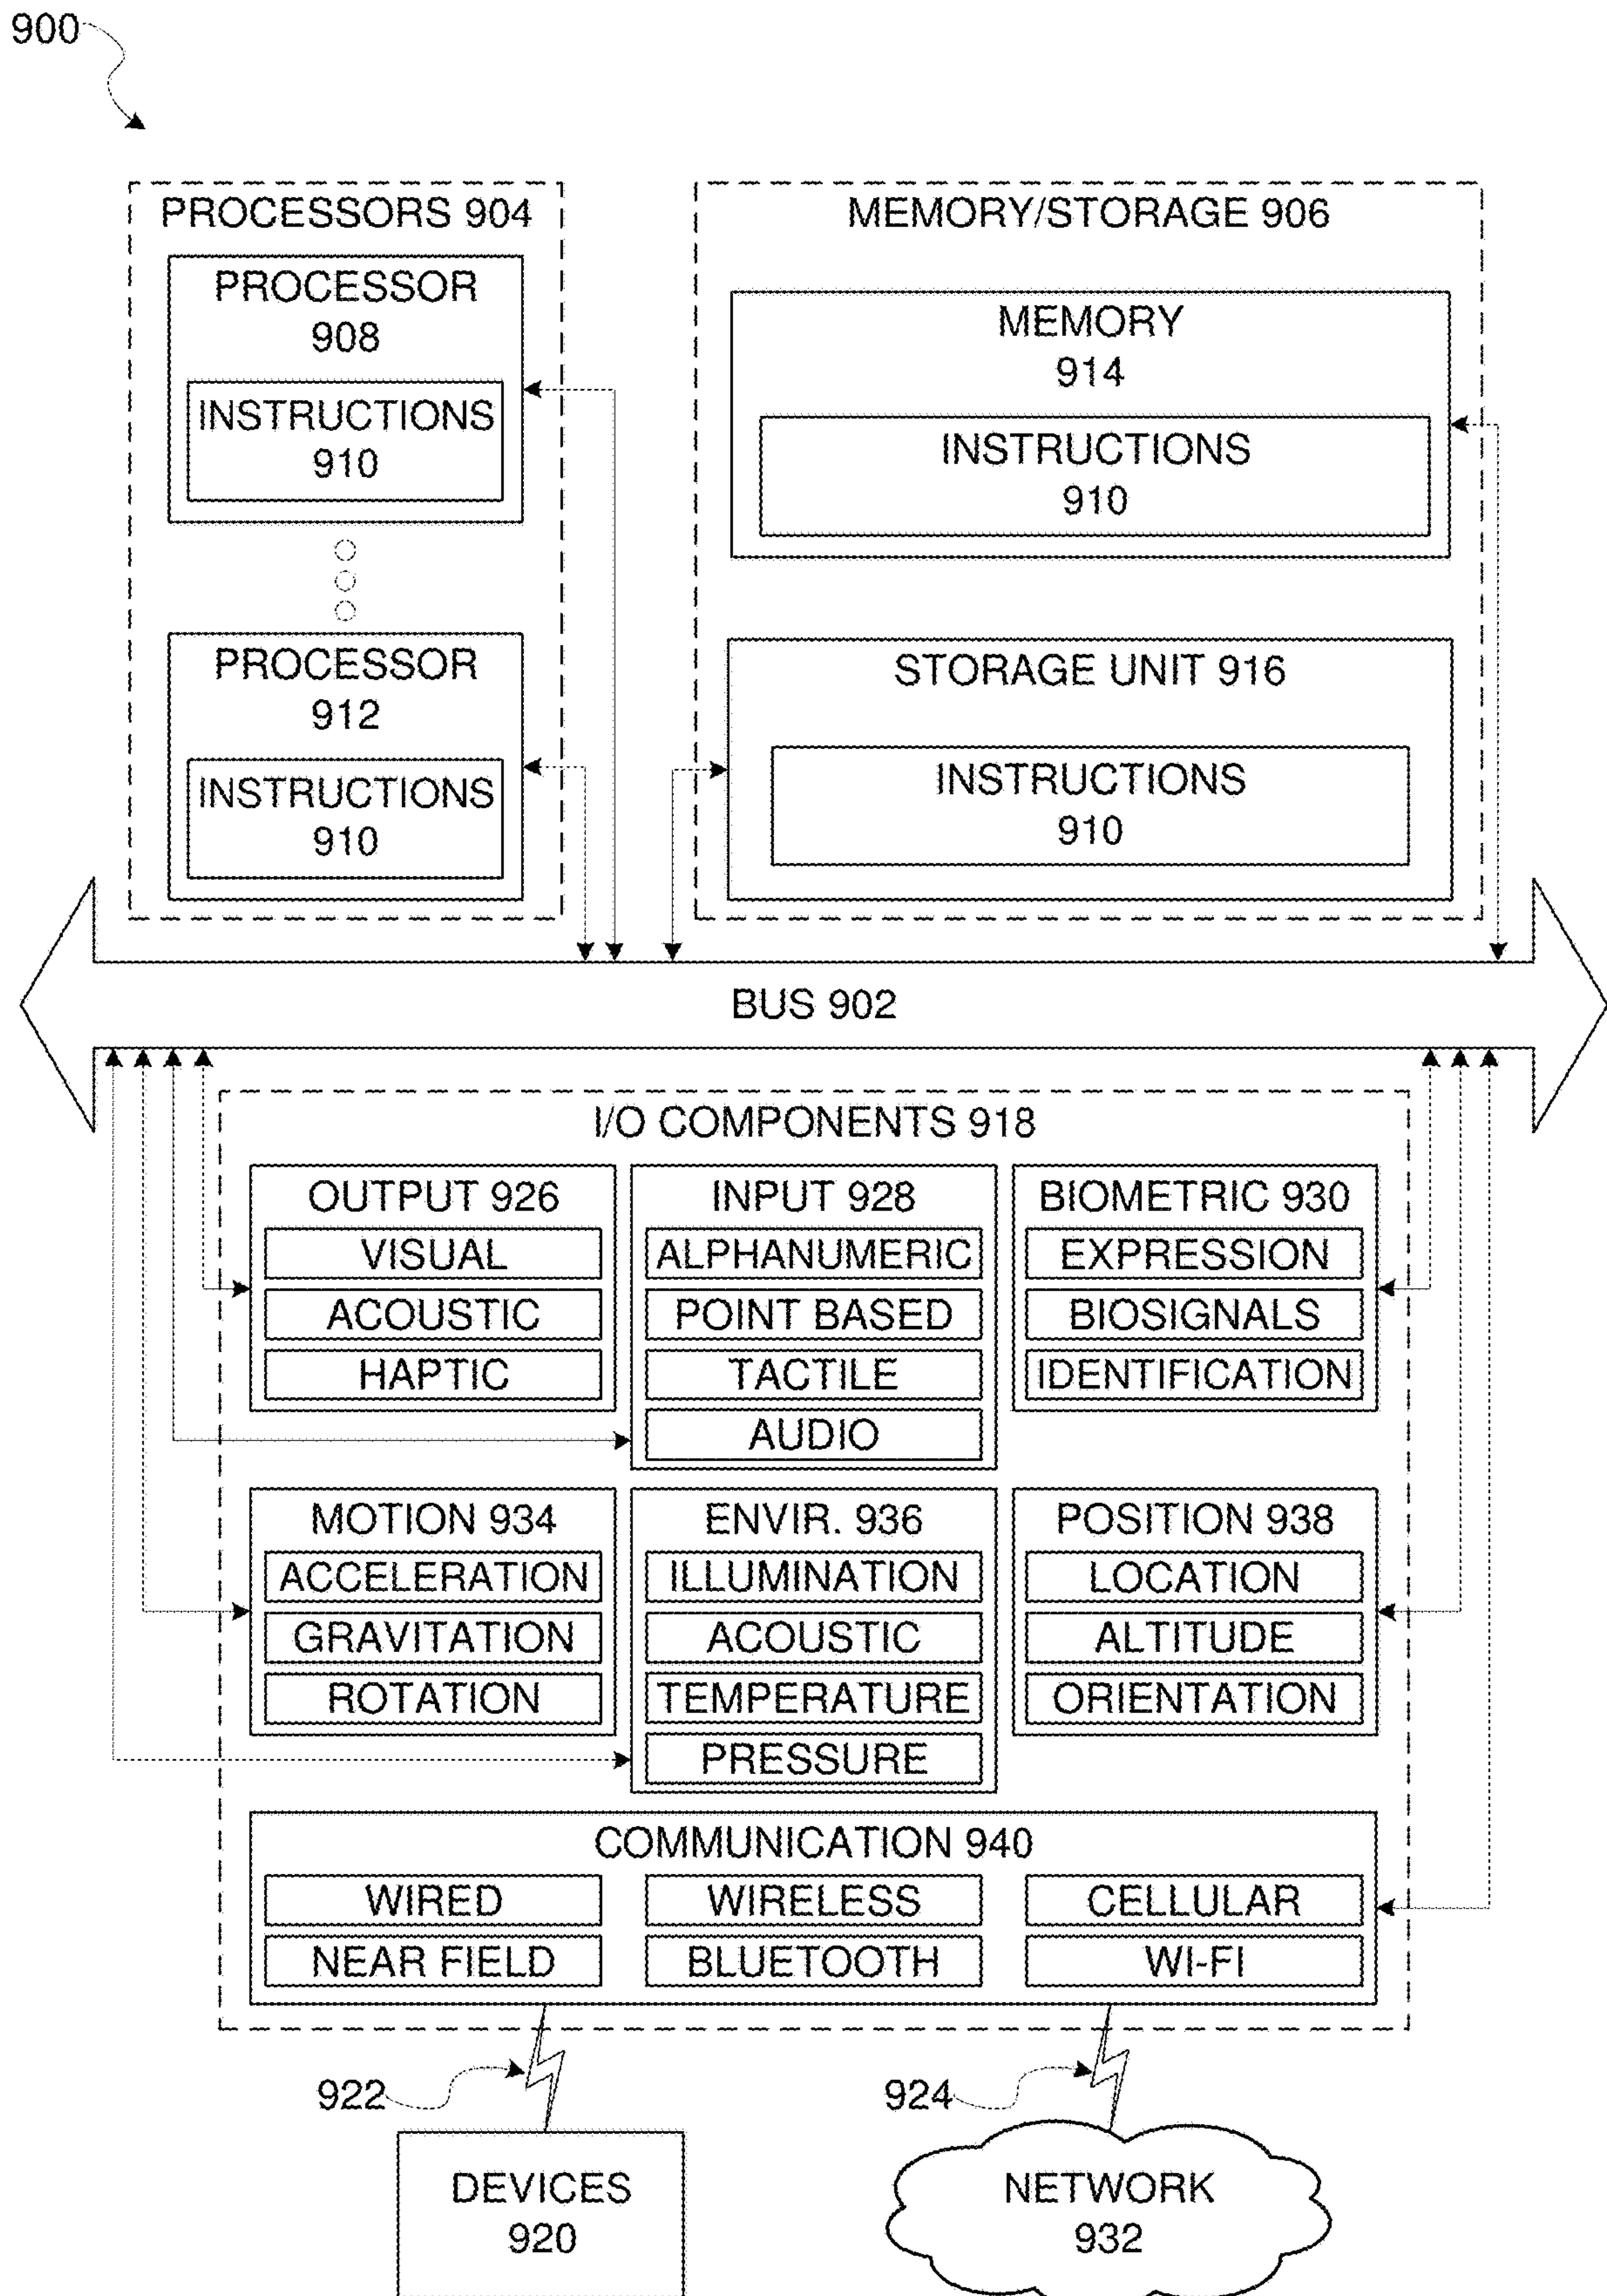 900
PROCESSORS 904
PROCESSOR
908
INSTRUCTIONS
910
PROCESSOR
912
INSTRUCTIONS
910
MEMORY/STORAGE 906
MEMORY
914
INSTRUCTIONS
910
STORAGE UNIT 916
INSTRUCTIONS
910
BUS 902
I/O COMPONENTS 918
OUTPUT 926
VISUAL
ACOUSTIC
HAPTIC
INPUT 928
ALPHANUMERIC
POINT BASED
TACTILE
AUDIO
BIOMETRIC 930
EXPRESSION
BIOSIGNALS
IDENTIFICATION
MOTION 934
ACCELERATION
GRAVITATION
ROTATION
ENVIR. 936
ILLUMINATION
ACOUSTIC
TEMPERATURE
PRESSURE
POSITION 938
LOCATION
ALTITUDE
ORIENTATION
COMMUNICATION 940
WIRED
WIRELESS
CELLULAR
NEAR FIELD
BLUETOOTH
WI-FI
922
924
DEVICES
920
NETWORK
932